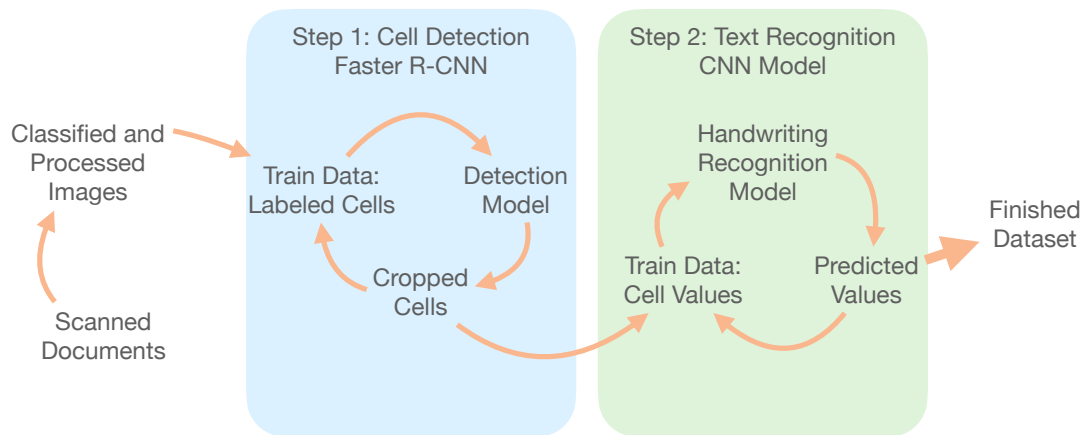 Step 1: Cell Detection
Faster R-CNN
Step 2: Text Recognition
CNN Model
Classified and
Processed
Images
Train Data:
Labeled Cells
Detection
Model
Cropped
Cells
Scanned
Documents
Handwriting
Recognition
Model
Train Data:
Cell Values
Predicted
Values
Finished
Dataset